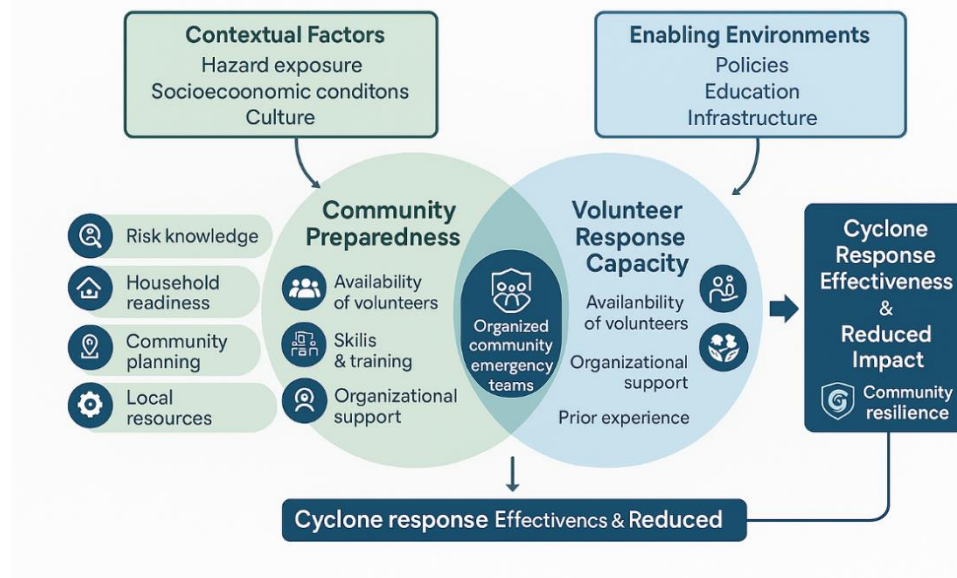 Contextual Factors
Hazard exposure
Socioecoonomic conditons
Culture
Enabling Environments
Policies
Education
Infrastructure
Risk knowledge
Household
readiness
Community
planning
Local
resources
Community
Preparedness
Availability
of volunteers
Skilis
& training
Organizational
support
Organized
community
emergency
teams
Volunteer
Response
Capacity
Availanbility
of volunteers
Organizational
support
Prior experience
Cyclone
Response
Effectiveness
&
Reduced
Impact
Community
resilience
Cyclone response Effectivencs & Reduced